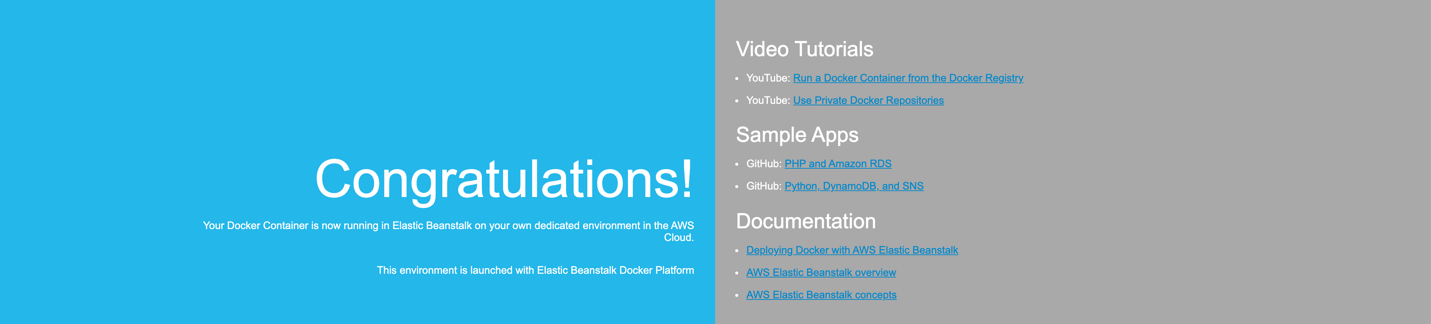 Congratulations!
Your Docker Container is now running in Elastic Beanstalk on your own dedicated environment in the AWS
Cloud.
This environment is launched with Elastic Beanstalk Docker Platform
Video Tutorials
YouTube: Run a Docker Container from the Docker Registry
YouTube: Use Private Docker Repositories
Sample Apps
GitHub: PHP and Amazon RDS
GitHub: Python, DynamoDB, and SNS
Documentation
Deploying Docker with AWS Elastic Beanstalk
AWS Elastic Beanstalk overview
AWS Elastic Beanstalk concepts